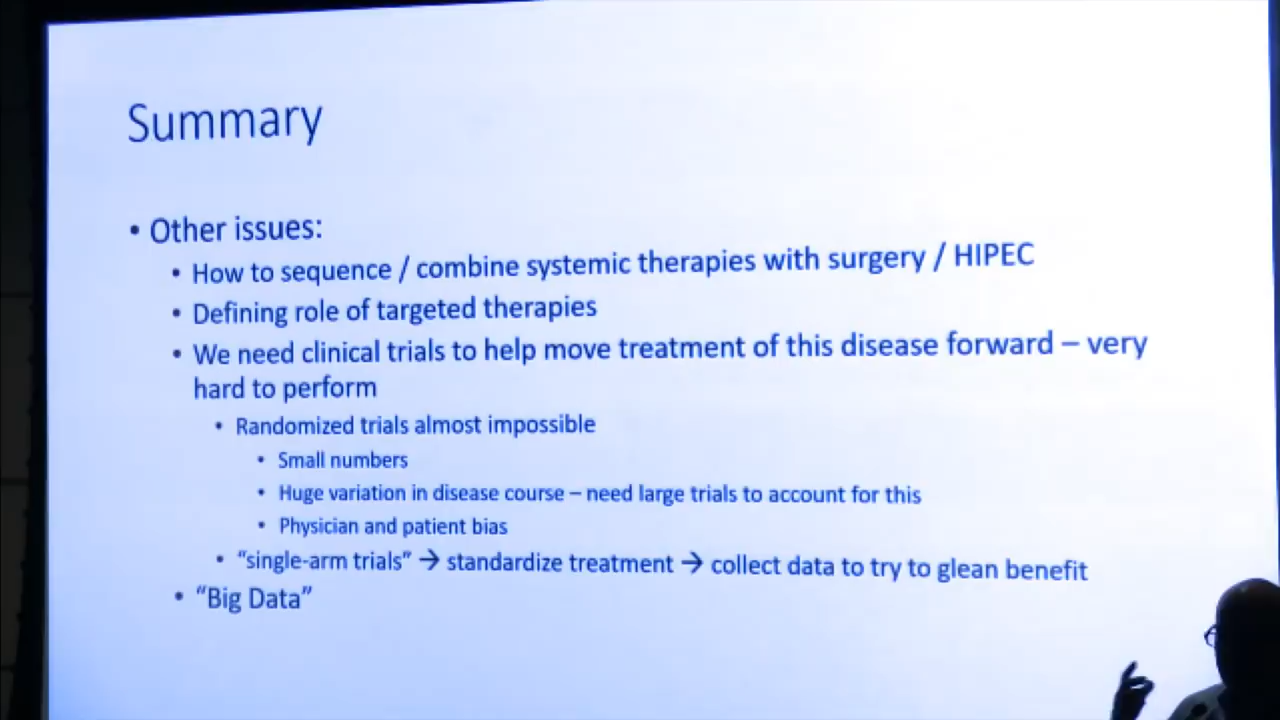 Summary
• Other issues:
• How to sequence / combine systemic therapies with surgery / HIPEC
• Defining role of targeted therapies
• We need clinical trials to help move treatment of this disease forward – very
hard to perform
• Randomized trials almost impossible
• Small numbers
• Huge variation in disease course – need large trials to account for this
• Physician and patient bias
• “single-arm trials” → standardize treatment → collect data to try to glean benefit
• “Big Data”